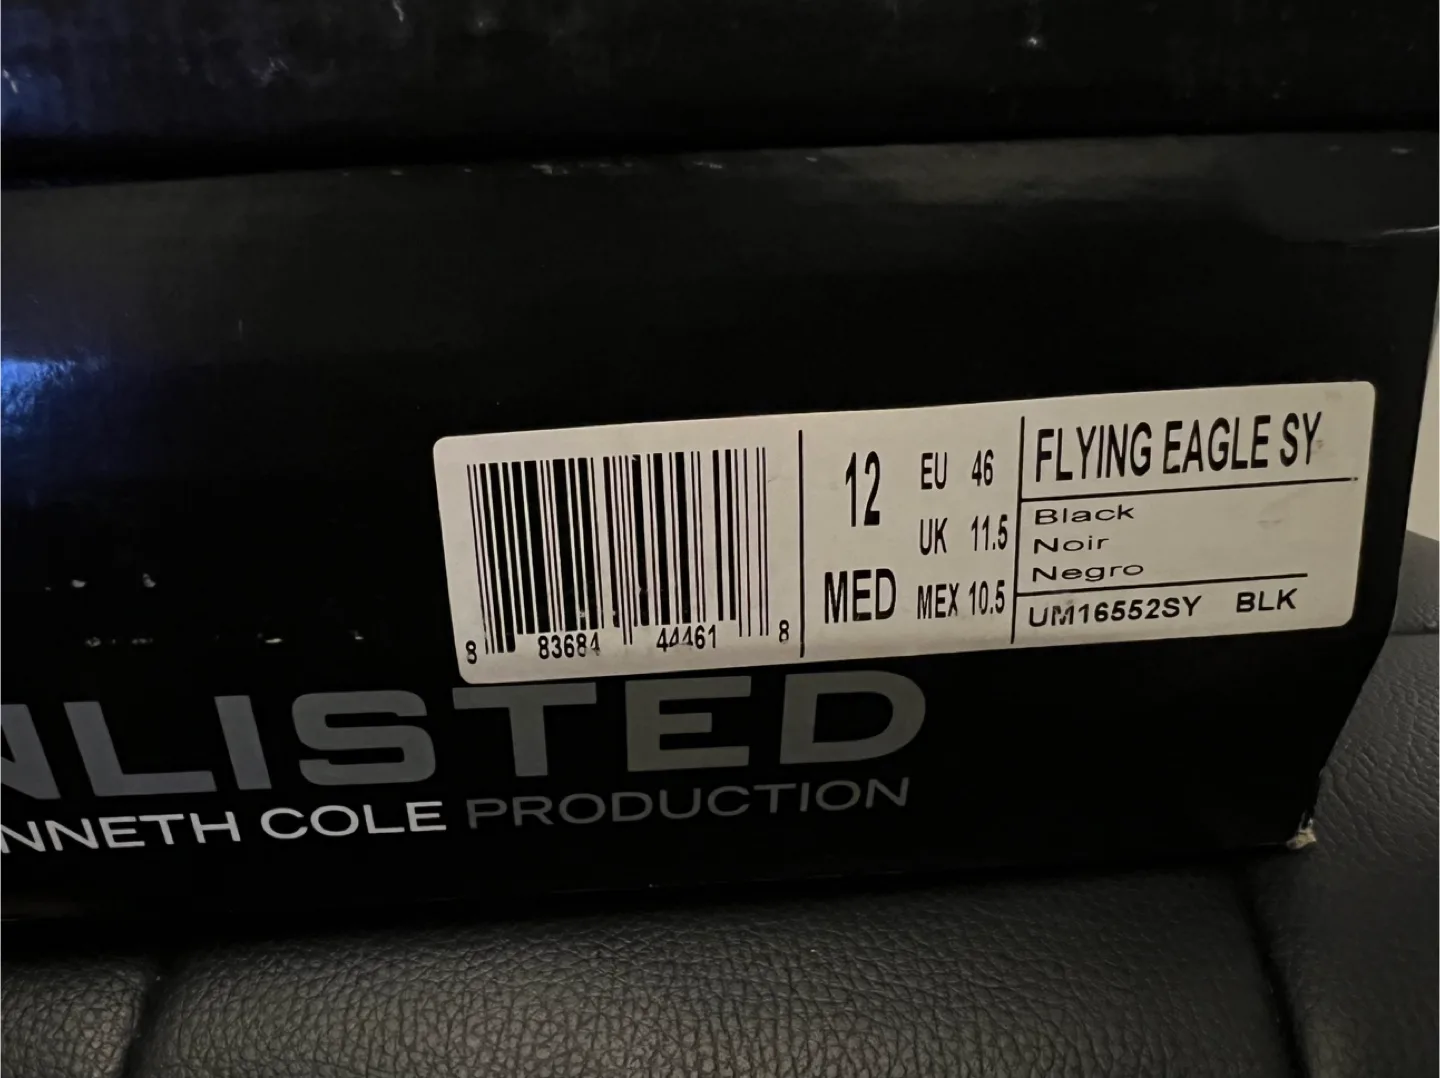 8 83684 44461 8
12
MED
EU 46
UK 11.5
MEX 10.5
FLYING EAGLE SY
Black
Noir
Negro
UM16552SY BLK
NLISTED
NNETH COLE PRODUCTION